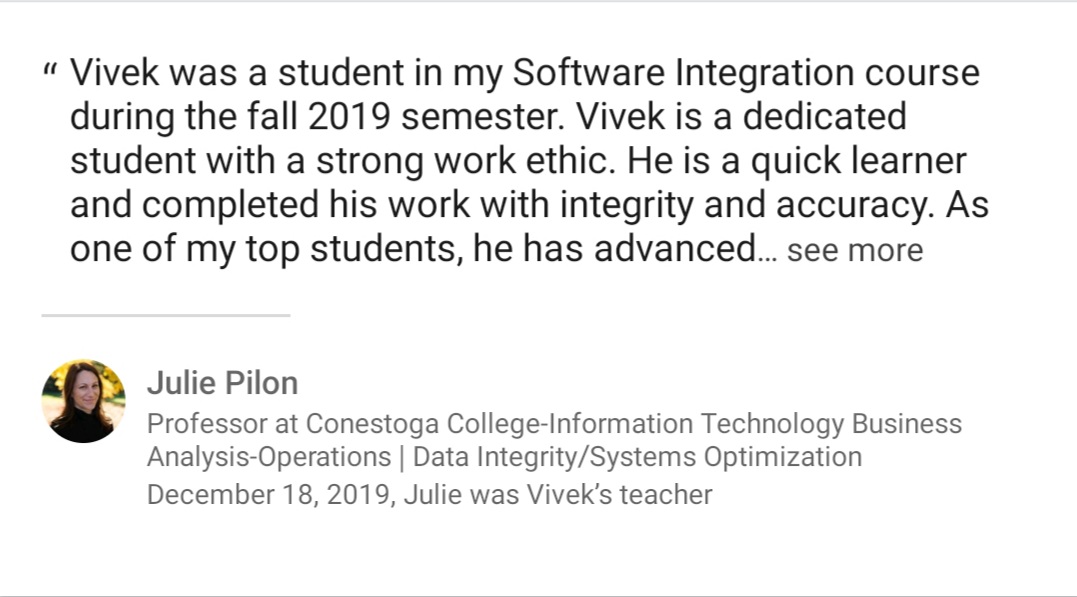 “ Vivek was a student in my Software Integration course
during the fall 2019 semester. Vivek is a dedicated
student with a strong work ethic. He is a quick learner
and completed his work with integrity and accuracy. As
one of my top students, he has advanced... see more
Julie Pilon
Professor at Conestoga College-Information Technology Business
Analysis-Operations | Data Integrity/Systems Optimization
December 18, 2019, Julie was Vivek’s teacher